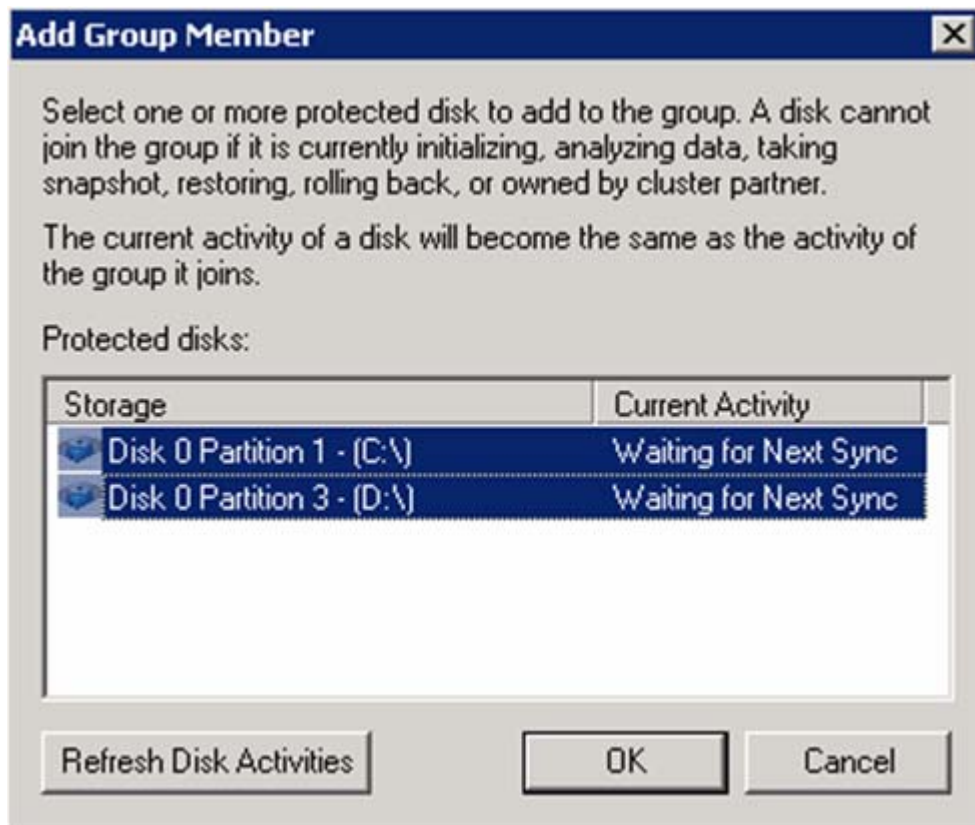 Add Group Member
Select one or more protected disk to add to the group. A disk cannot
join the group if it is currently initializing, analyzing data, taking
snapshot, restoring, rolling back, or owned by cluster partner.
The current activity of a disk will become the same as the activity of
the group it joins.
Protected disks:
Storage Current Activity
Disk 0 Partition 1 - (C:\) Waiting for Next Sync
Disk 0 Partition 3 - (D:\) Waiting for Next Sync
Refresh Disk Activities OK Cancel